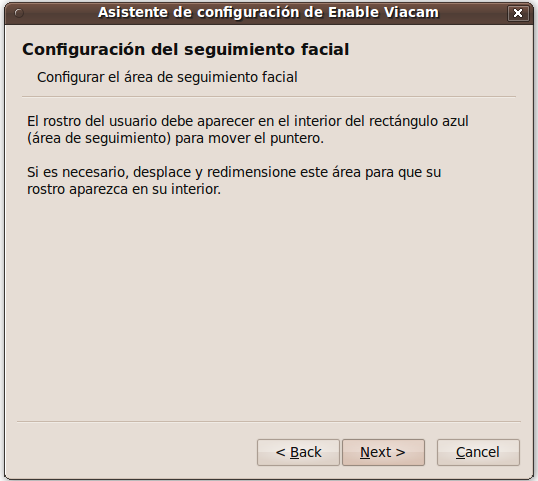 Asistente de configuración de Enable Viacam
Configuración del seguimiento facial
Configurar el área de seguimiento facial
El rostro del usuario debe aparecer en el interior del rectángulo azul
(área de seguimiento) para mover el puntero.
Si es necesario, desplace y redimensione este área para que su
rostro aparezca en su interior.
< Back Next > Cancel